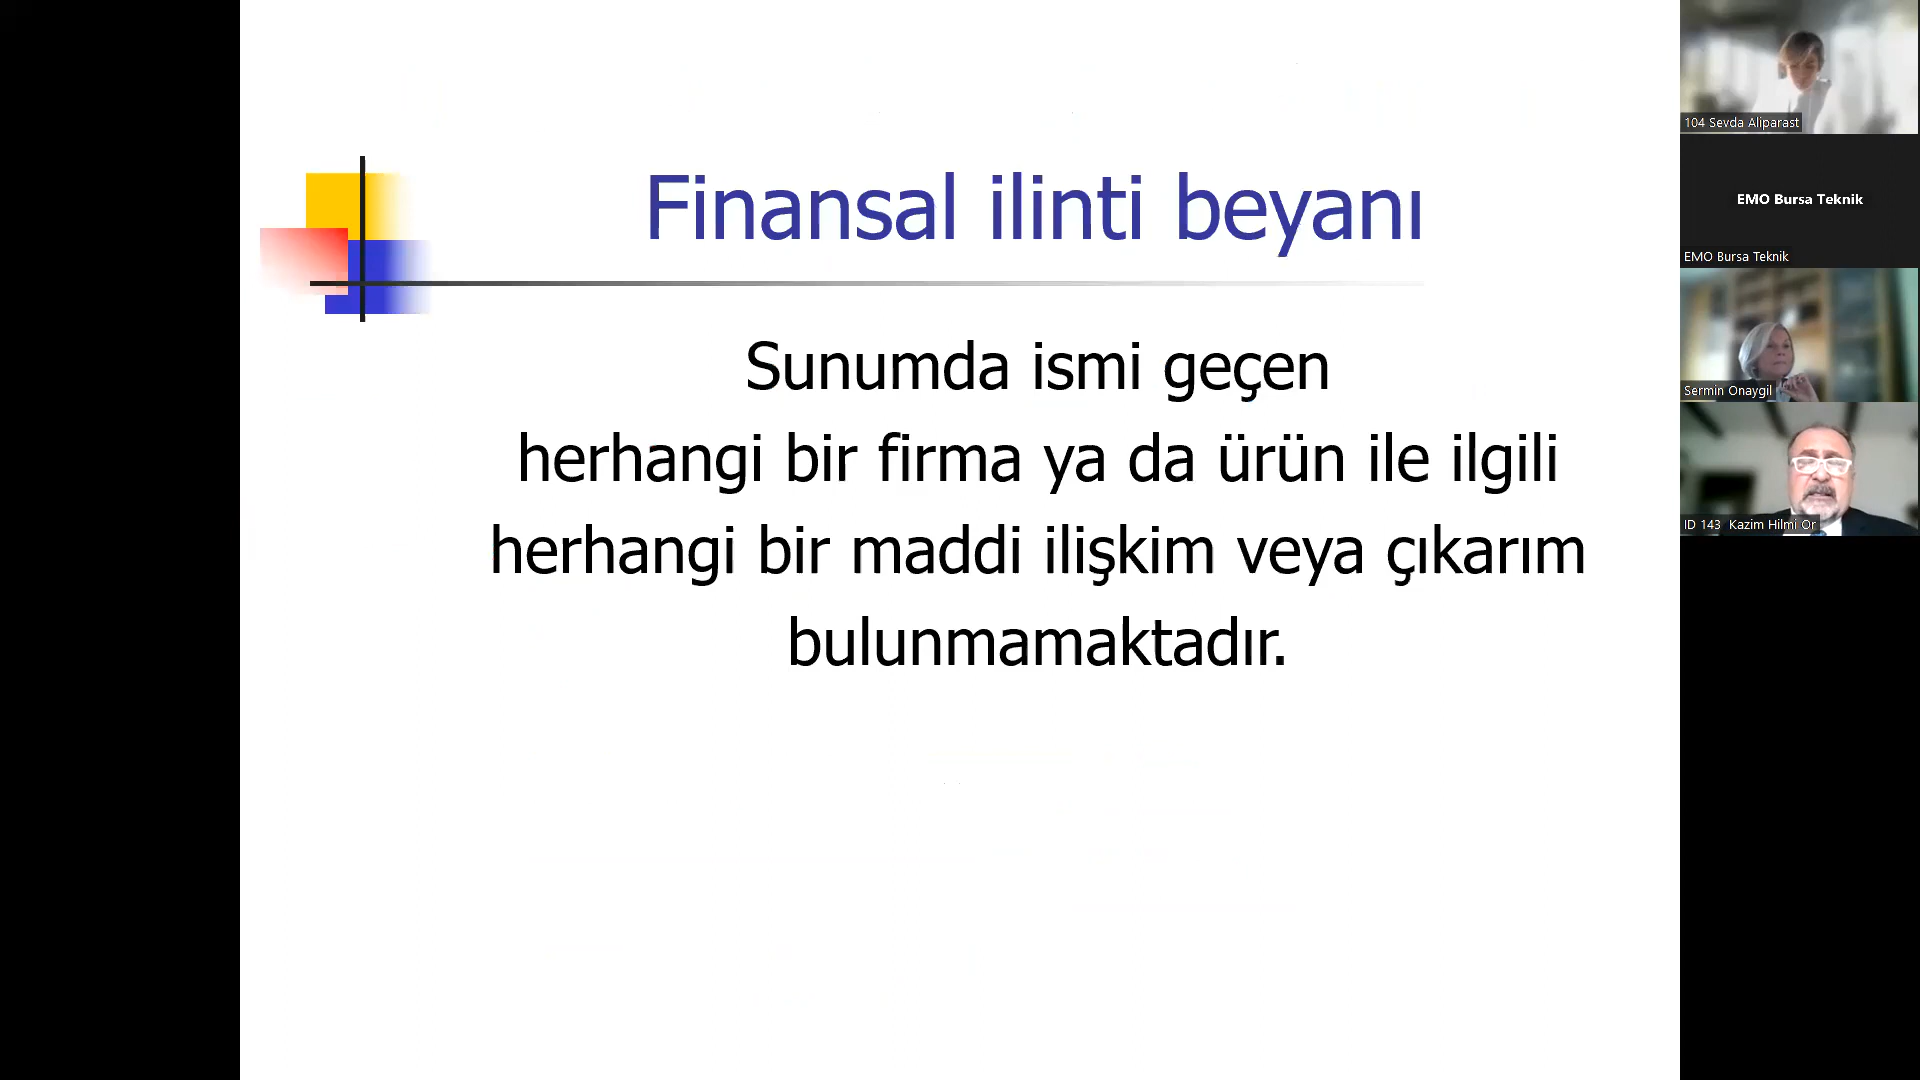 Finansal ilinti beyanı
Sunumda ismi geçen
herhangi bir firma ya da ürün ile ilgili
herhangi bir maddi ilişkim veya çıkarım
bulunmamaktadır.
104 Sevda Aliparast
EMO Bursa Teknik
EMO Bursa Teknik
Sermin Onaygil
ID 143 Kazim Hilmi Or